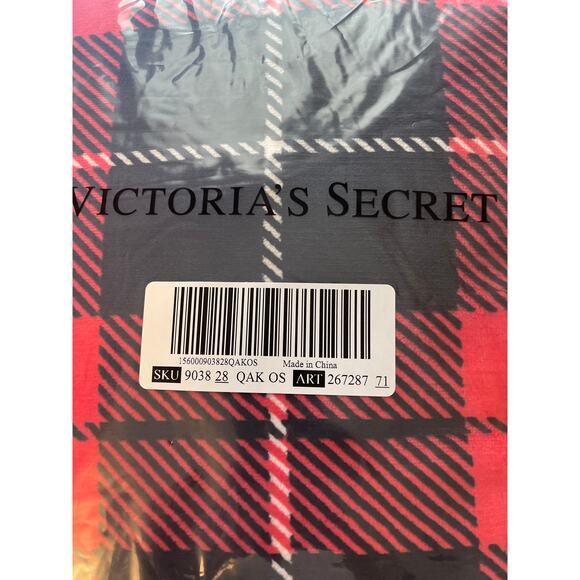 VICTORIA'S SECRET
156000903828QAKOS Made in China
SKU 9038 28 QAK OS ART 267287 71